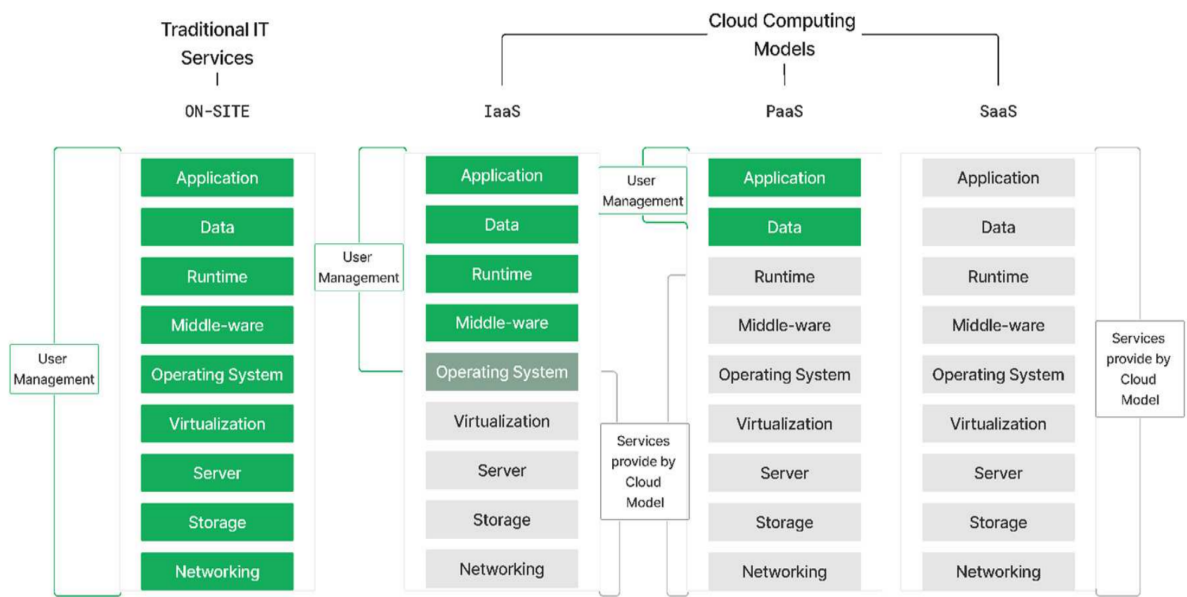 Traditional IT
Services
Cloud Computing
Models
ON-SITE
IaaS
PaaS
SaaS
User
Management
Application
Data
Runtime
Middle-ware
Operating System
Virtualization
Server
Storage
Networking
User
Management
Application
Data
Runtime
Middle-ware
Operating System
Virtualization
Server
Storage
Networking
Services
provide by
Cloud
Model
User
Management
Application
Data
Runtime
Middle-ware
Operating System
Virtualization
Server
Storage
Networking
Application
Data
Runtime
Middle-ware
Operating System
Virtualization
Server
Storage
Networking
Services
provide by
Cloud
Model